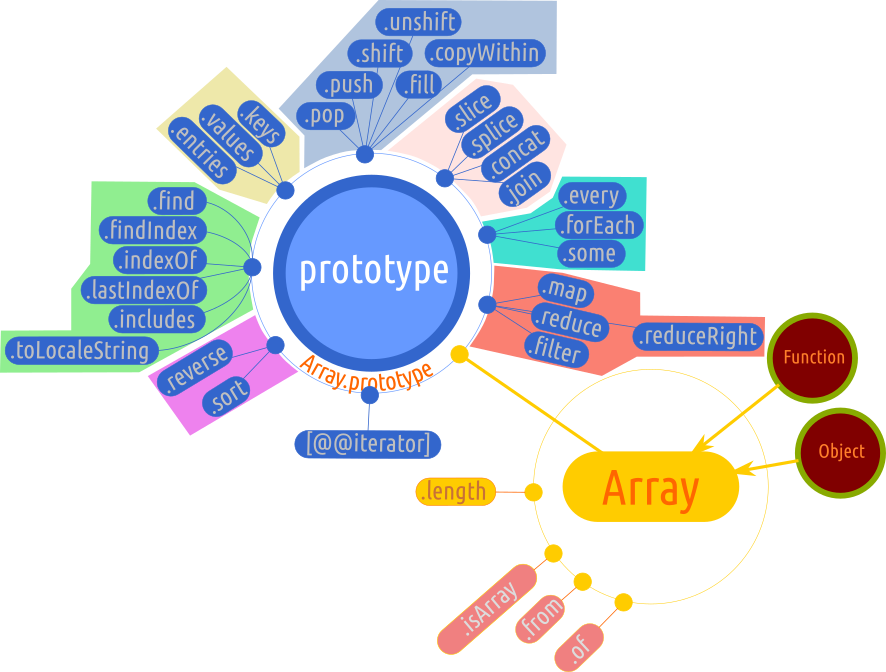 .unshift
.shift
.copyWithin
.push
.fill
.pop
.keys
.values
.entries
.slice
.splice
.concat
.join
.find
.findIndex
.indexOf
.lastIndexOf
.includes
.toLocaleString
.every
.forEach
.some
prototype
.map
.reduce
.reduceRight
.filter
.reverse
.sort
Array.prototype
[@@iterator]
Function
Object
Array
.length
.isArray
.from
.of